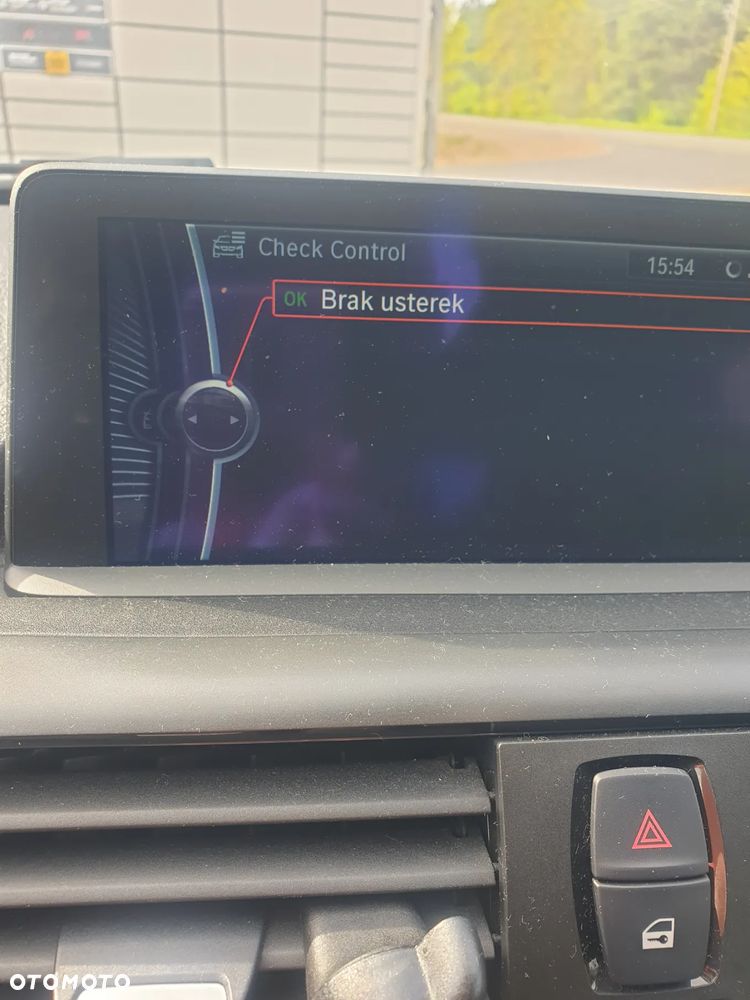 Check Control
15:54
OK Brak usterek
OTOMOTO